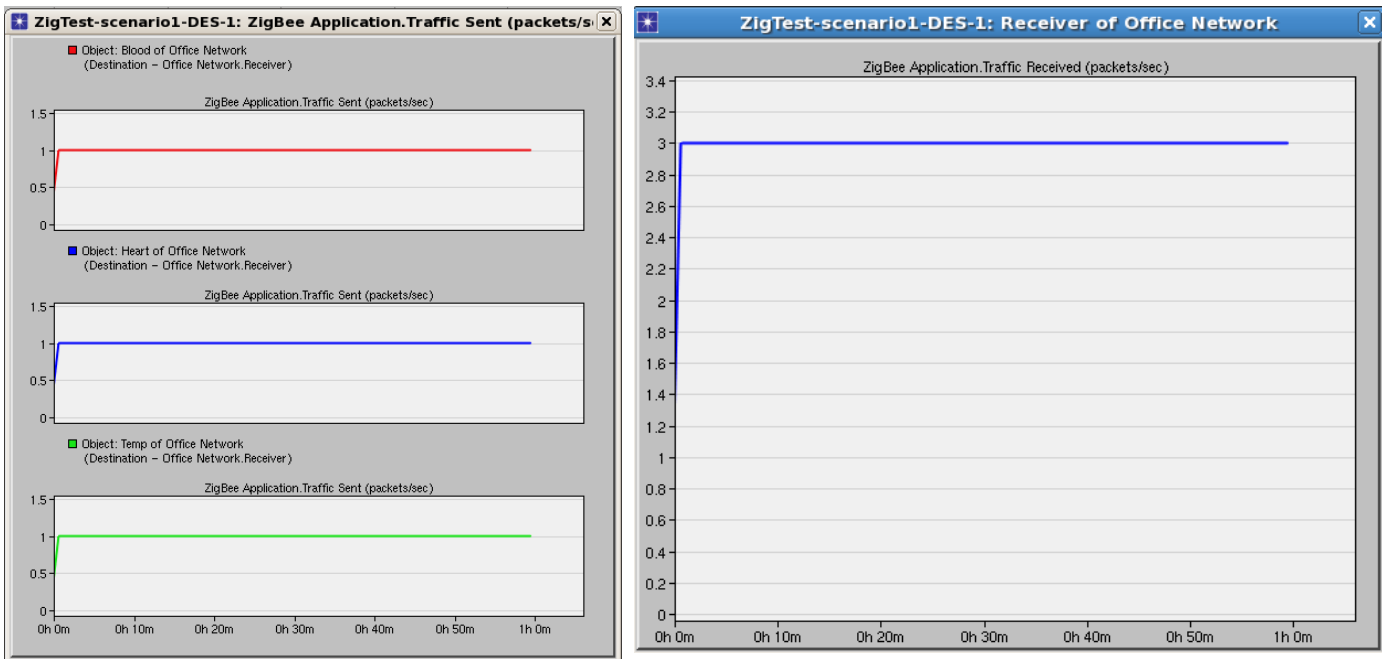 ZigTest-scenario1-DES-1: ZigBee Application.Traffic Sent (packets/s
Object: Blood of Office Network
(Destination - Office Network.Receiver)
ZigBee Application.Traffic Sent (packets/sec)
1.5
1
0.5
0
Object: Heart of Office Network
(Destination - Office Network.Receiver)
ZigBee Application.Traffic Sent (packets/sec)
1.5
1
0.5
0
Object: Temp of Office Network
(Destination - Office Network.Receiver)
ZigBee Application.Traffic Sent (packets/sec)
1.5
1
0.5
0
0h 0m 0h 10m 0h 20m 0h 30m 0h 40m 0h 50m 1h 0m
ZigTest-scenario1-DES-1: Receiver of Office Network
ZigBee Application.Traffic Received (packets/sec)
3.4
3.2
3
2.8
2.6
2.4
2.2
2
1.8
1.6
1.4
1.2
1
0.8
0.6
0.4
0.2
0
0h 0m 0h 10m 0h 20m 0h 30m 0h 40m 0h 50m 1h 0m